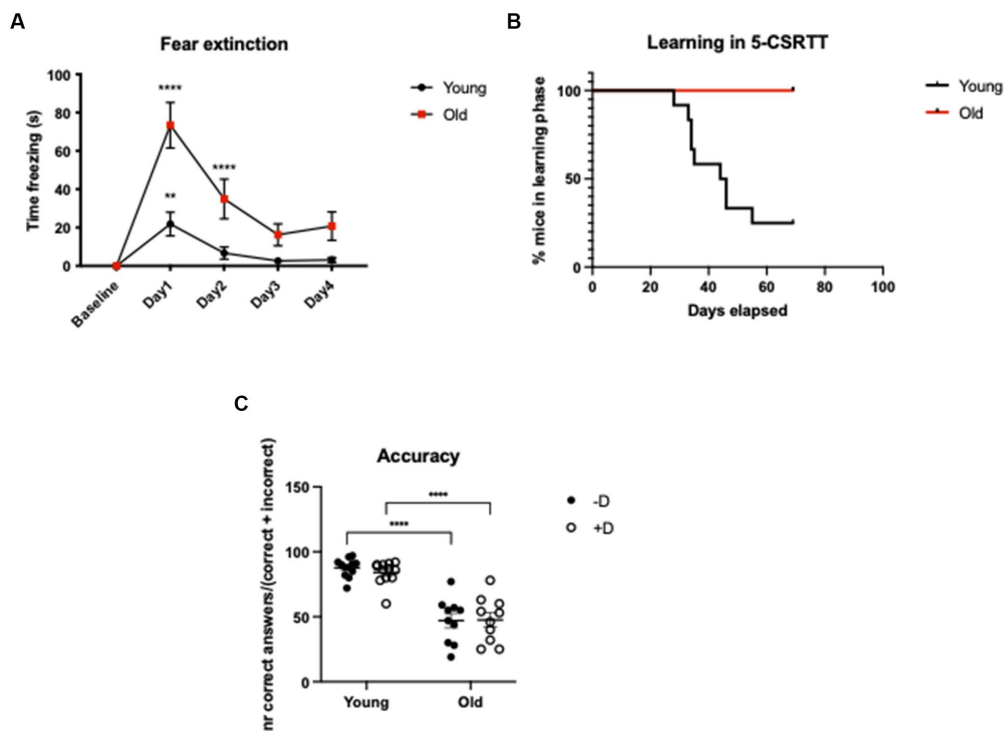 A
Fear extinction
Time freezing (s)
100
80
60
40
20
0
****
**
****
Baseline
Day1
Day2
Day3
Day4
Young
Old
B
Learning in 5-CSRTT
% mice in learning phase
100
50
0
0 20 40 60 80 100
Days elapsed
Young
Old
C
Accuracy
nr correct answers/(correct + incorrect)
150
100
50
0
****
****
Young Old
-D
+D